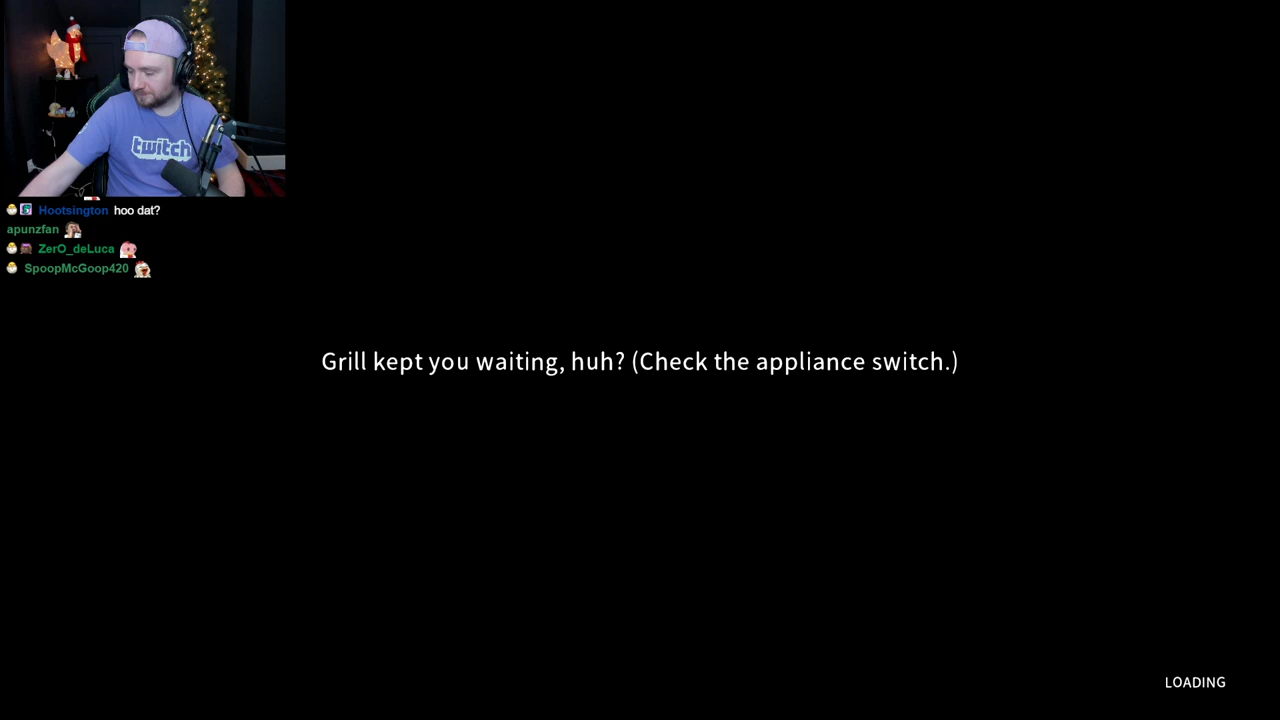 twitch
Hootsington hoo dat?
apunzfan
ZerO_deLuca
SpoopMcGoop420
Grill kept you waiting, huh? (Check the appliance switch.)
LOADING